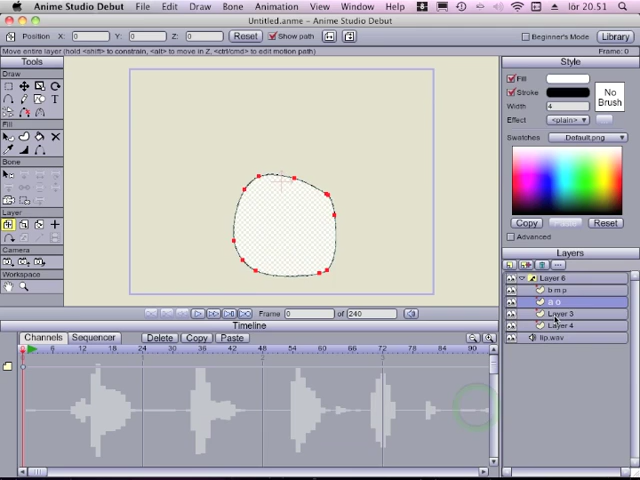 Anime Studio Debut File Edit Draw Bone Animation View Window Help lör 20.51
Untitled.anme - Anime Studio Debut
Position X: 0 Y: 0 Z: 0 Reset Show path Beginner's Mode Library
Move entire layer (hold <shift> to constrain, <alt> to move in Z, <ctrl/cmd> to edit motion path) Frame: 0
Tools
Draw
T
Fill
Bone
Layer
Camera
Workspace
Style
Fill
Stroke
Width 4
Effect <plain>
No
Brush
Swatches Default.png
Copy Reset
Advanced
Layers
Layer 6
b m p
a o
Layer 3
Layer 4
lip.wav
Frame 0 of 240
Timeline
Channels Sequencer Delete Copy Paste
6 12 18 24 30 36 42 48 54 60 66 72 78 84 90